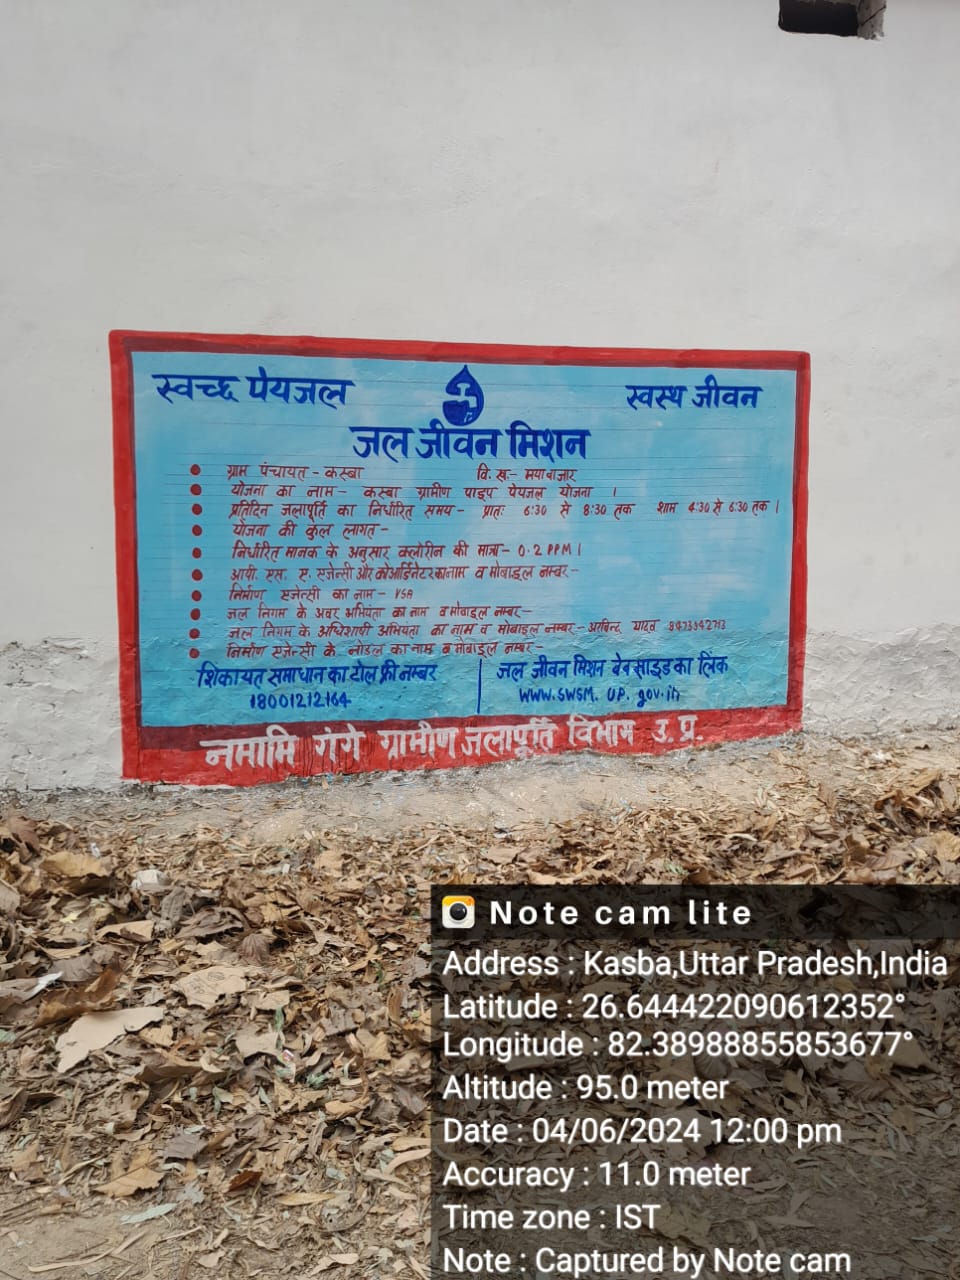 स्वच्छ पेयजल
स्वस्थ जीवन
जल जीवन मिशन
ग्राम पंचायत - कस्बा वि. ख.- मयाबाजार
योजना का नाम - कस्बा ग्रामीण पाइप पेयजल योजना ।
प्रतिदिन जलापूर्ति का निर्धारित समय - प्रातः 6:30 से 8:30 तक शाम 4:30 से 6:30 तक ।
योजना की कुल लागत -
निर्धारित मानक के अनुसार क्लोरीन की मात्रा - 0.2 PPM ।
आयी. एस. ए. एजेन्सी और कोआर्डिनेटर का नाम व मोबाइल नम्बर -
निर्माण एजेन्सी का नाम - VSA
जल निगम के अवर अभियंता का नाम व मोबाइल नम्बर -
जल निगम के अधिशाषी अभियंता का नाम व मोबाइल नम्बर - अरविन्द यादव
निर्माण एजेन्सी के नोडल का नाम व मोबाइल नम्बर -
शिकायत समाधान का टोल फ्री नम्बर
18001212164
जल जीवन मिशन वेब साइड का लिंक
WWW.SWSM. UP. gov.in
नमामि गंगे ग्रामीण जलापूर्ति विभाग उ. प्र.
Note cam lite
Address : Kasba,Uttar Pradesh,India
Latitude : 26.644422090612352°
Longitude : 82.38988855853677°
Altitude : 95.0 meter
Date : 04/06/2024 12:00 pm
Accuracy : 11.0 meter
Time zone : IST
Note : Captured by Note cam